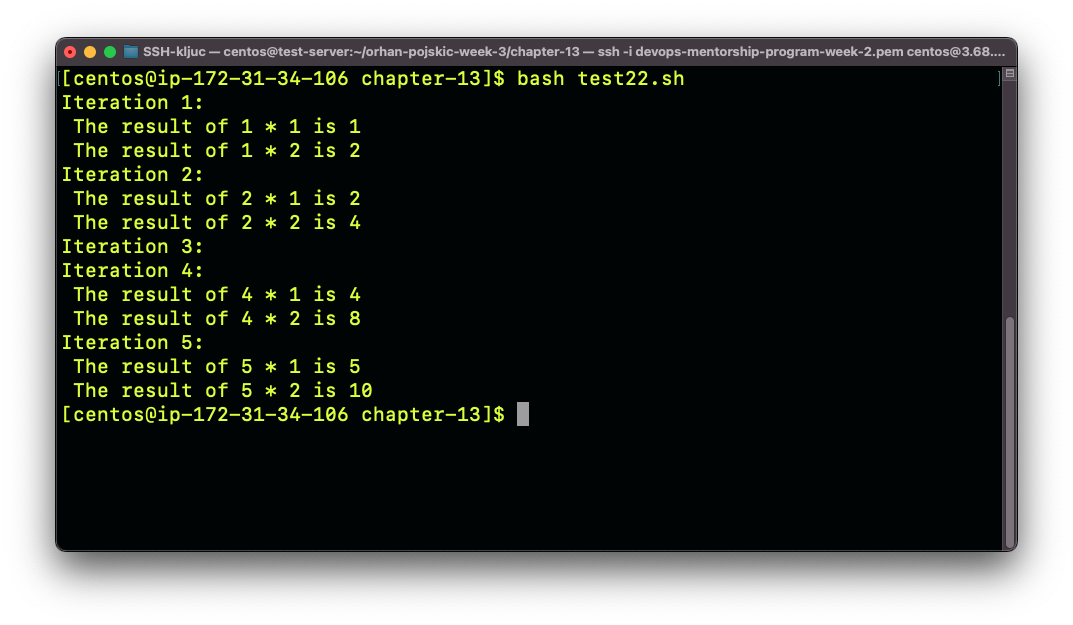 SSH-kljuc — centos@test-server:~/orhan-pojskic-week-3/chapter-13 — ssh -i devops-mentorship-program-week-2.pem centos@3.68....
[centos@ip-172-31-34-106 chapter-13]$ bash test22.sh
Iteration 1:
 The result of 1 * 1 is 1
 The result of 1 * 2 is 2
Iteration 2:
 The result of 2 * 1 is 2
 The result of 2 * 2 is 4
Iteration 3:
Iteration 4:
 The result of 4 * 1 is 4
 The result of 4 * 2 is 8
Iteration 5:
 The result of 5 * 1 is 5
 The result of 5 * 2 is 10
[centos@ip-172-31-34-106 chapter-13]$